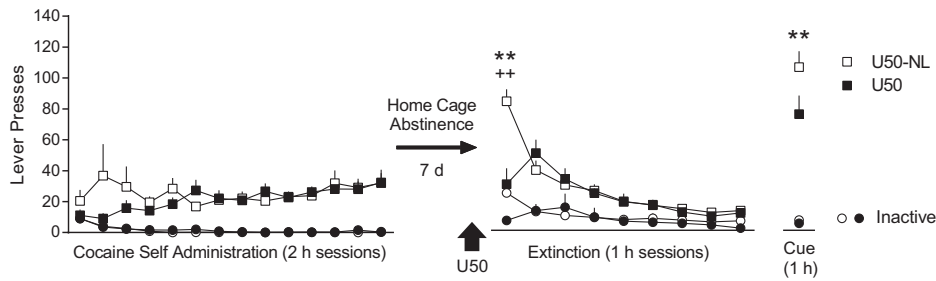 140
120
100
80
60
40
20
0
Lever Presses
Cocaine Self Administration (2 h sessions)
Home Cage
Abstinence
7 d
U50
**
++
Extinction (1 h sessions)
**
Cue
(1 h)
U50-NL
U50
Inactive